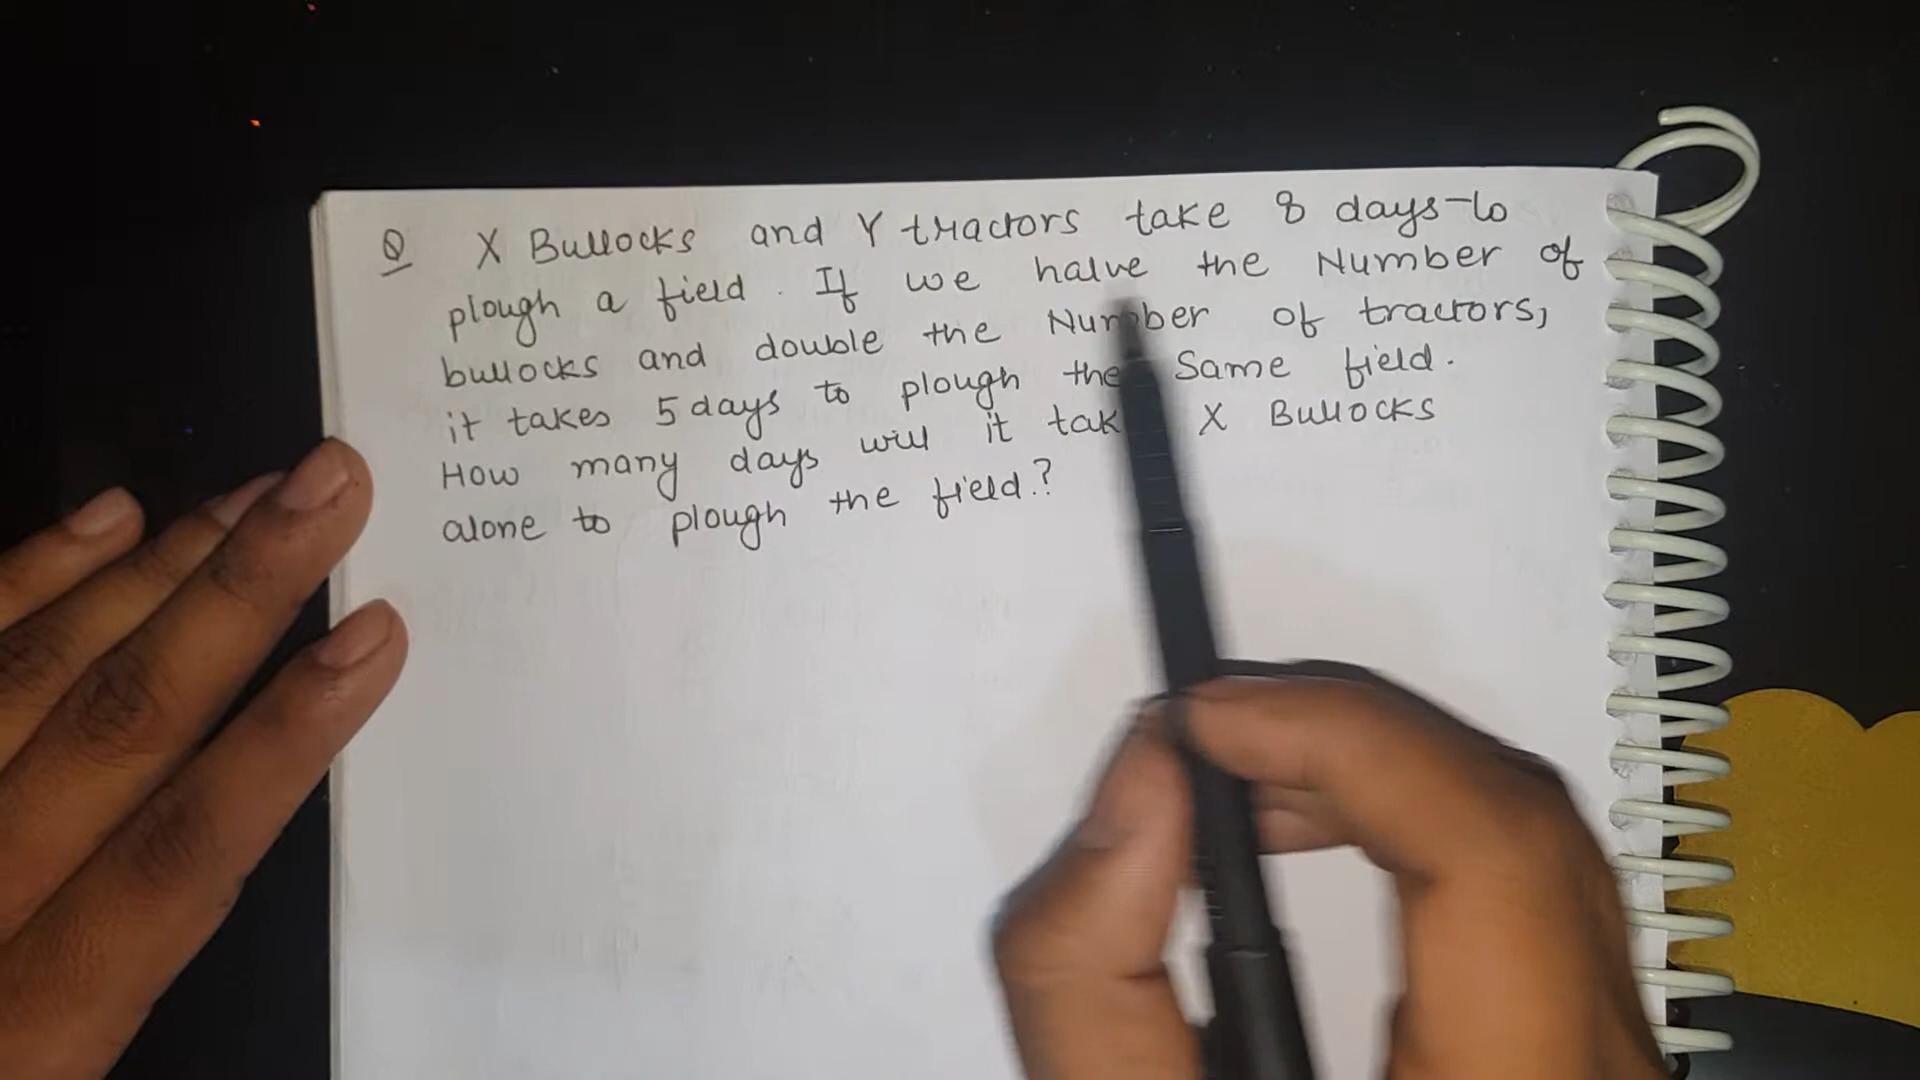 Q X Bullocks and Y tractors take 8 days to
plough a field. If we halve the Number of
bullocks and double the Number of tractors,
it takes 5 days to plough the Same field.
How many days will it tak X Bullocks
alone to plough the field.?